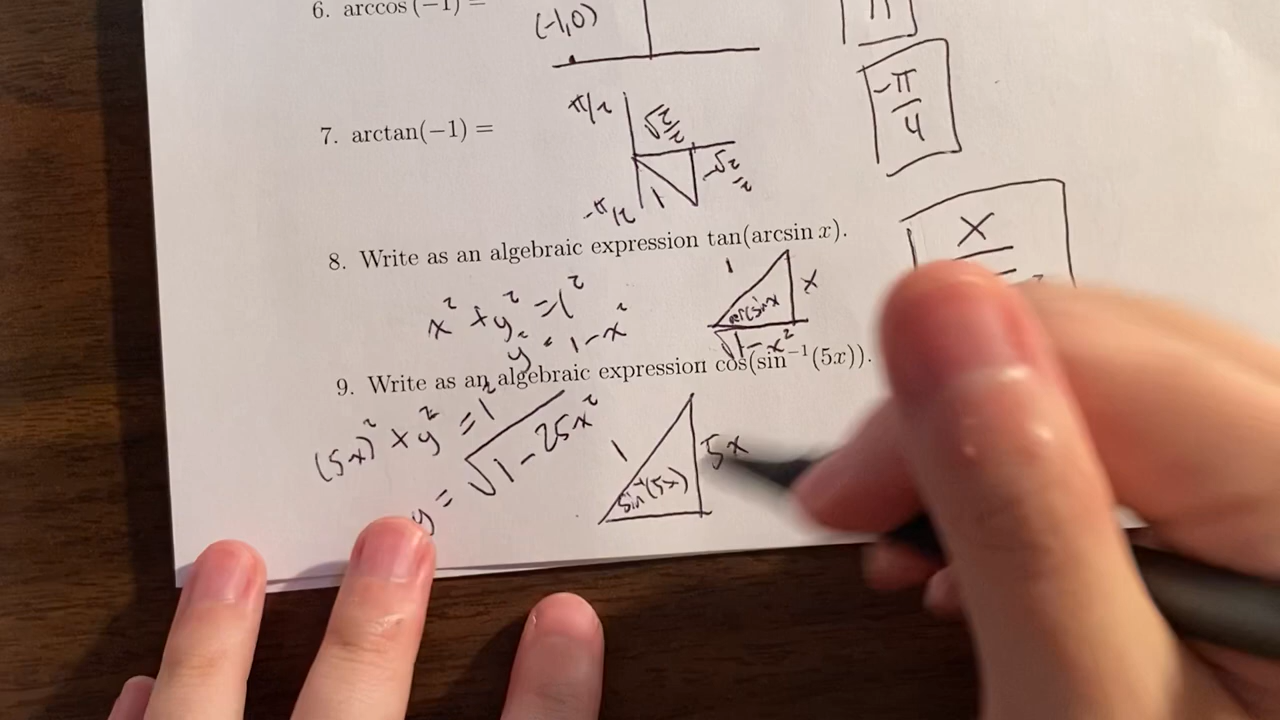 6. arccos(−1) =
(-1,0)
π
π/2
√2/2
7. arctan(−1) =
-√2/2
1
-π/2
-π/4
8. Write as an algebraic expression tan(arcsin x).
x² + y² = 1²
y² = 1-x²
1
x
arcsin x
√1-x²
x
9. Write as an algebraic expression cos(sin⁻¹(5x)).
(5x)² + y² = 1²
y = √1-25x²
1
5x
sin⁻¹(5x)